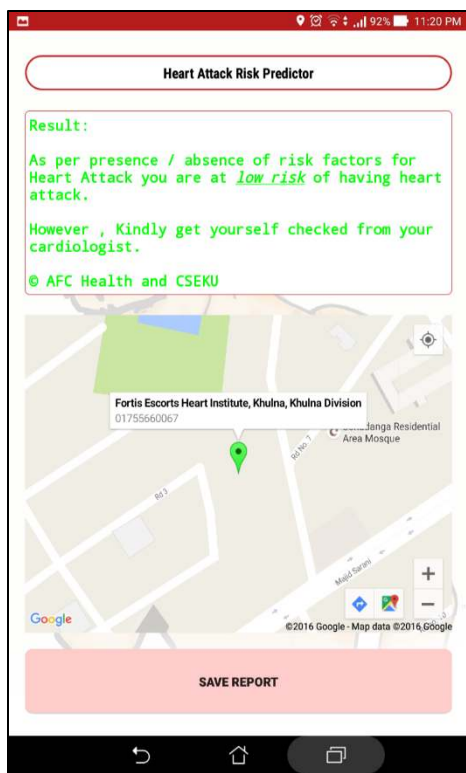 92% 11:20 PM
Heart Attack Risk Predictor
Result:
As per presence / absence of risk factors for
Heart Attack you are at low risk of having heart
attack.
However , Kindly get yourself checked from your
cardiologist.
© AFC Health and CSEKU
Fortis Escorts Heart Institute, Khulna, Khulna Division
01755660067
Residential
Area Mosque
Rd No. 7
Rd 3
Majid Sarani
Google
©2016 Google - Map data ©2016 Google
SAVE REPORT